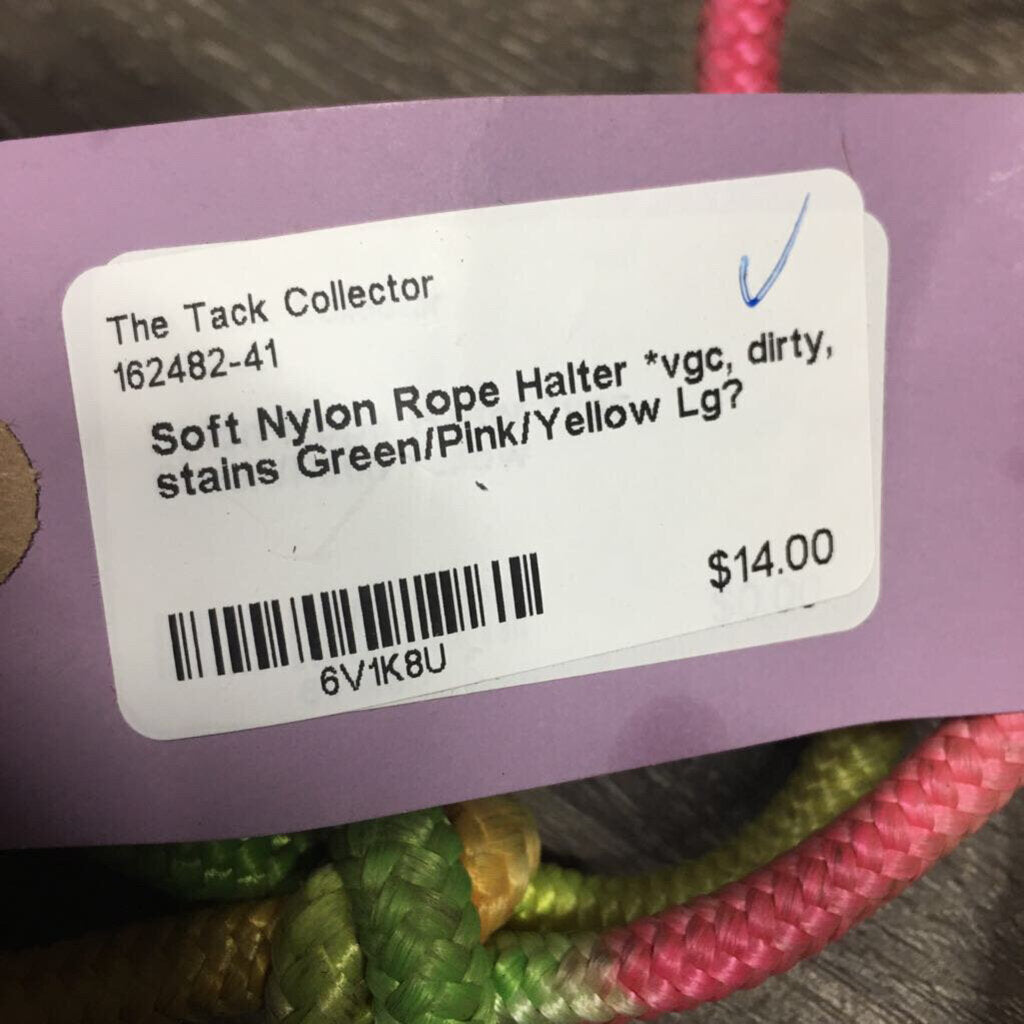 The Tack Collector
162482-41
Soft Nylon Rope Halter *vgc, dirty,
stains Green/Pink/Yellow Lg?
$14.00
6V1K8U